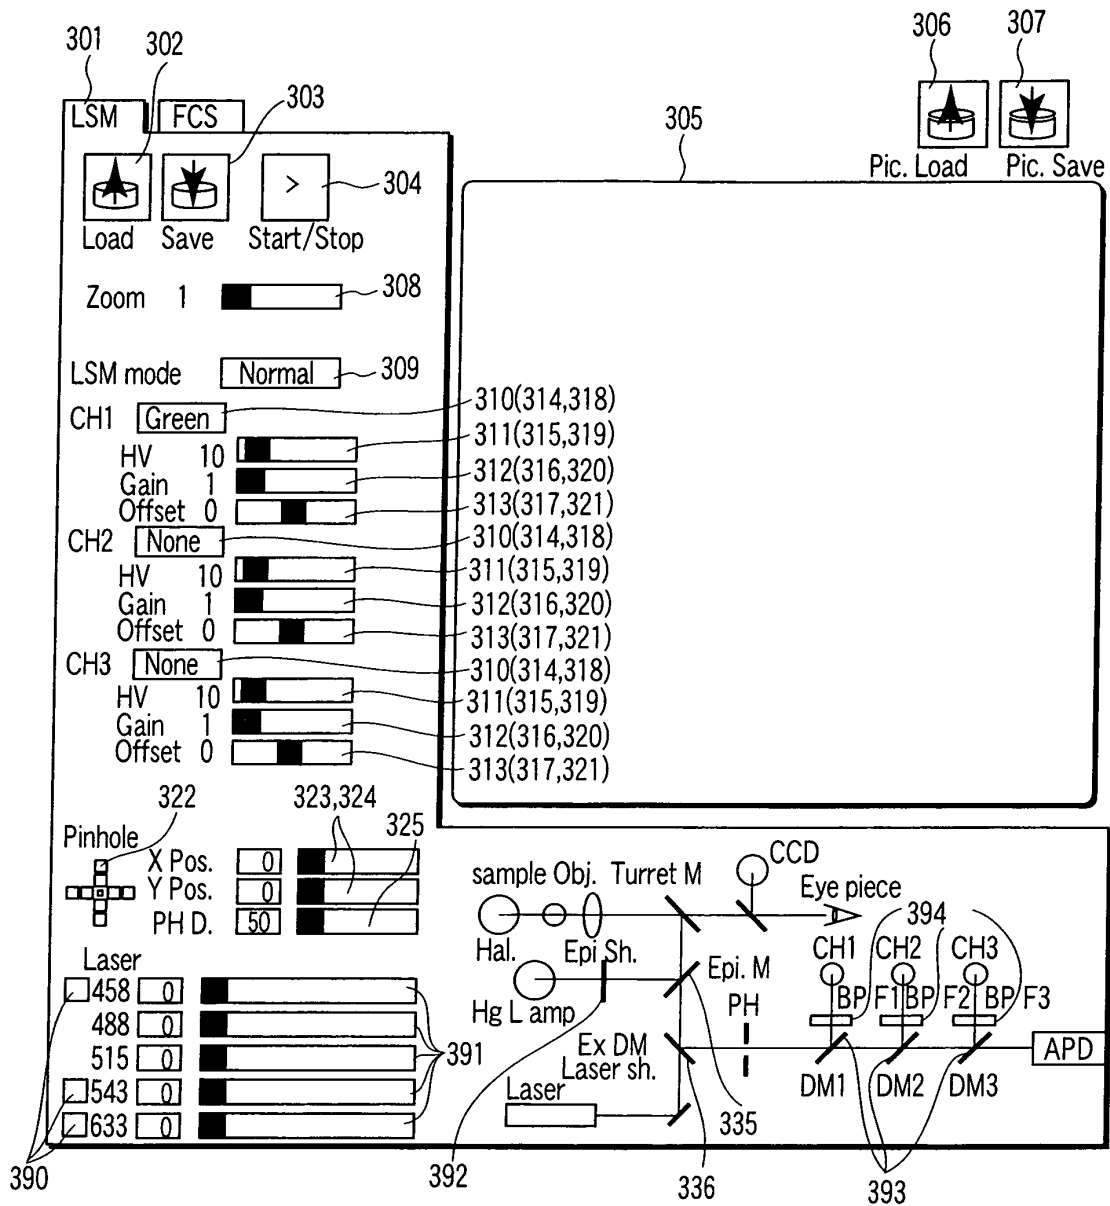 301
302
306
307
LSM
FCS
303
305
Pic. Load
Pic. Save
>
304
Load
Save
Start/Stop
Zoom 1
308
LSM mode
Normal
309
CH1
Green
310(314,318)
HV 10
311(315,319)
Gain 1
312(316,320)
Offset 0
313(317,321)
CH2
None
310(314,318)
HV 10
311(315,319)
Gain 1
312(316,320)
Offset 0
313(317,321)
CH3
None
310(314,318)
HV 10
311(315,319)
Gain 1
312(316,320)
Offset 0
313(317,321)
322
323,324
325
Pinhole
X Pos. 0
Y Pos. 0
PH D. 50
Laser
458 0
488 0
515 0
543 0
633 0
391
390
CCD
sample Obj. Turret M
Eye piece
394
Hal.
Epi Sh.
CH1
CH2
CH3
Epi. M
Hg L amp
PH
BP F1
BP F2
BP F3
Ex DM
Laser sh.
APD
Laser
DM1
DM2
DM3
335
392
336
393